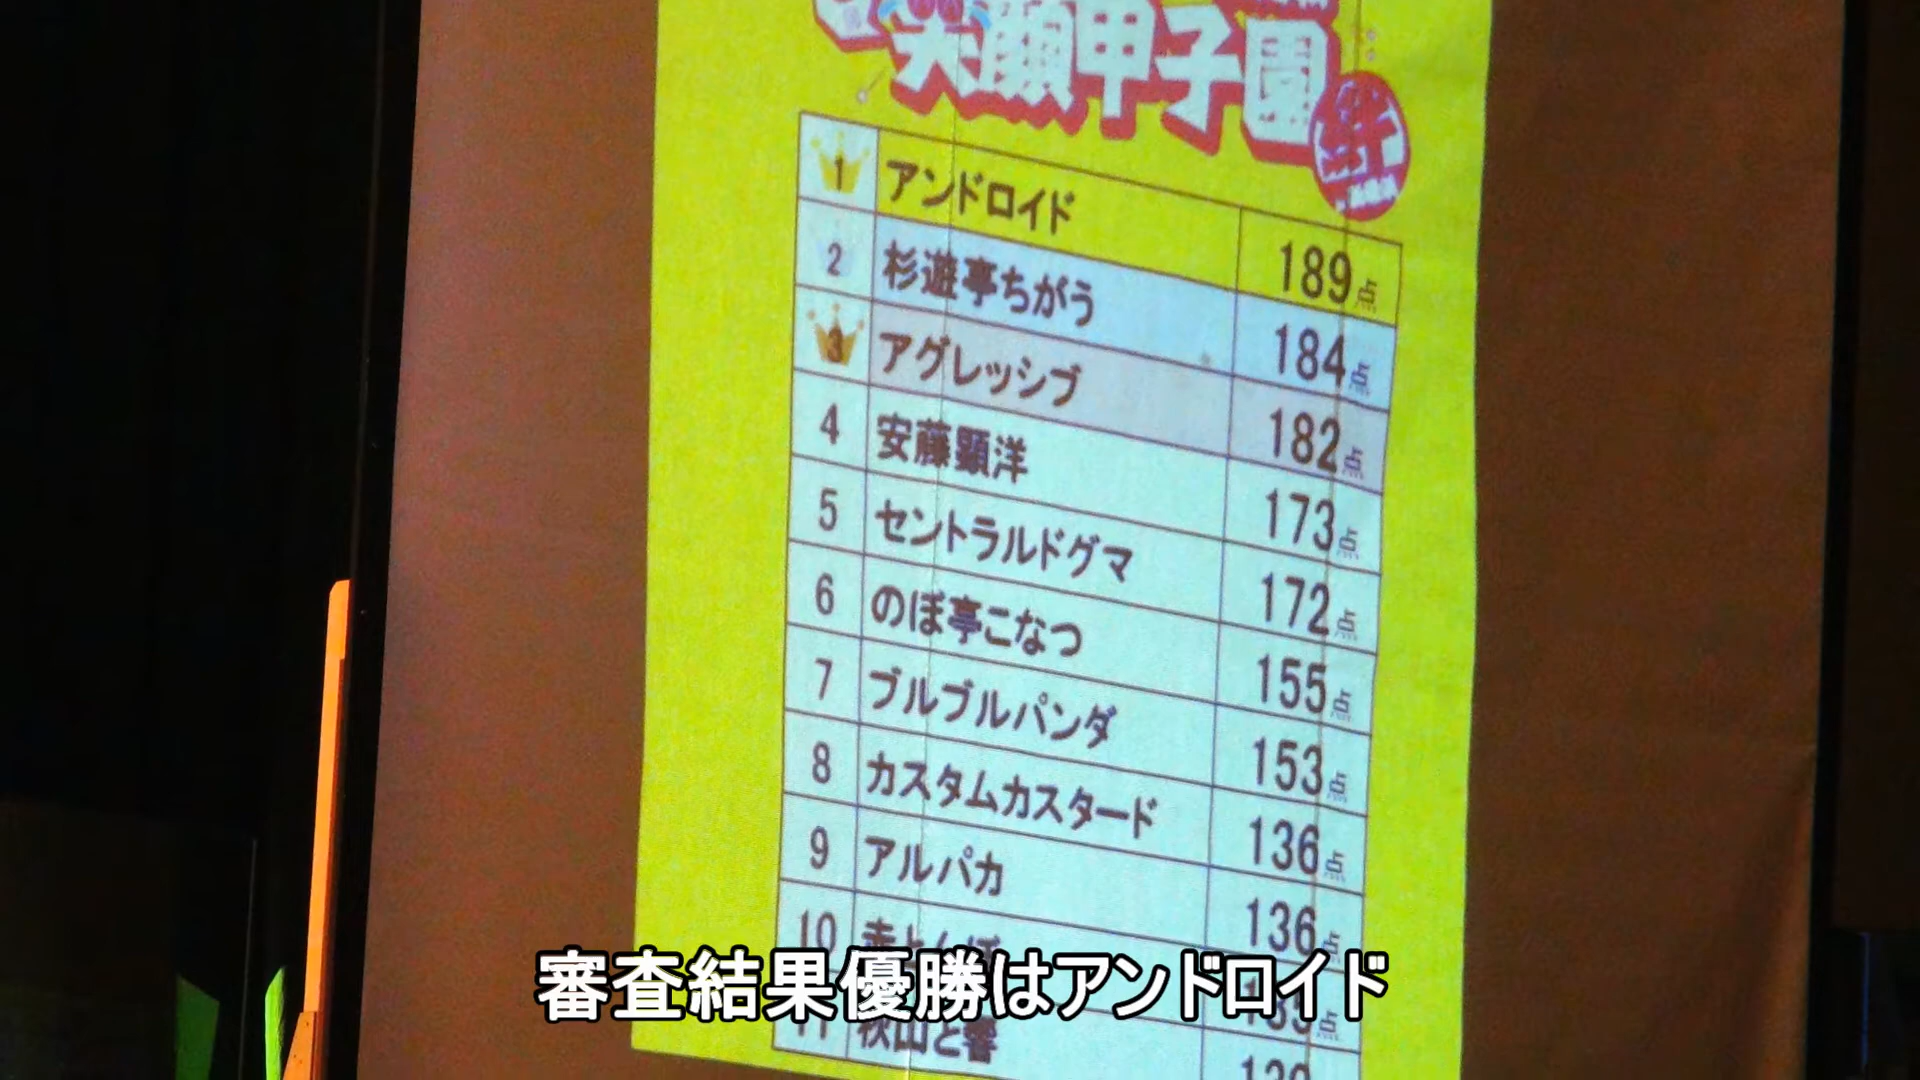 笑顔甲子園
1 アンドロイド 189点
2 杉遊亭ちがう 184点
3 アグレッシブ 182点
4 安藤顕洋 173点
5 セントラルドグマ 172点
6 のぼ亭こなつ 155点
7 ブルブルパンダ 153点
8 カスタムカスタード 136点
9 アルパカ 136点
10 赤とんぼ 点
審査結果優勝はアンドロイド
11 秋山と響